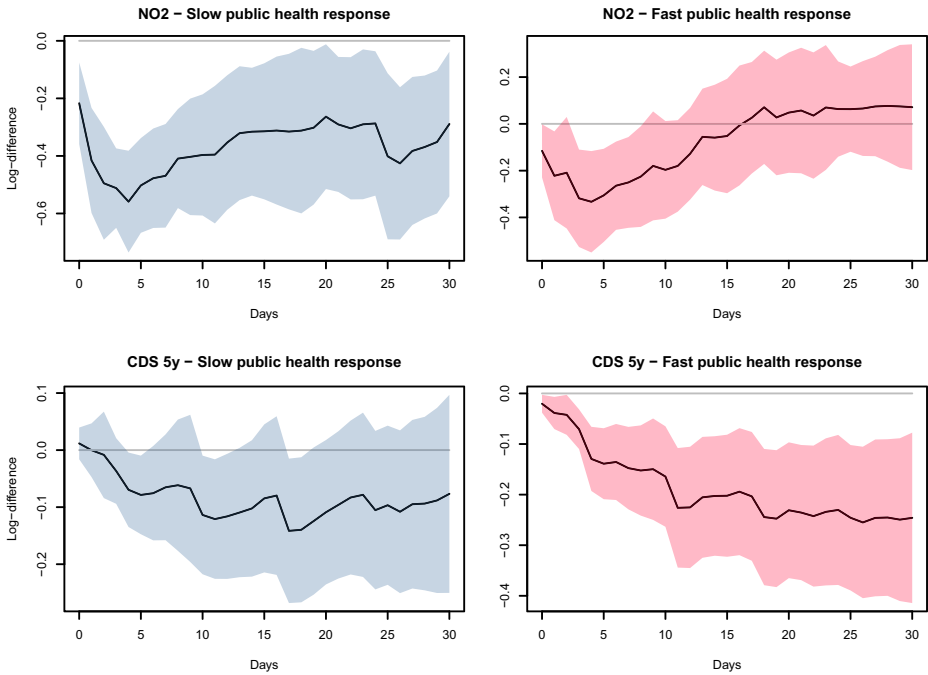 NO2 − Slow public health response
NO2 − Fast public health response
Log−difference
0.0
−0.2
−0.4
−0.6
0.2
0.0
−0.2
−0.4
0 5 10 15 20 25 30
0 5 10 15 20 25 30
Days
Days
CDS 5y − Slow public health response
CDS 5y − Fast public health response
Log−difference
0.1
0.0
−0.1
−0.2
0.0
−0.1
−0.2
−0.3
−0.4
0 5 10 15 20 25 30
0 5 10 15 20 25 30
Days
Days